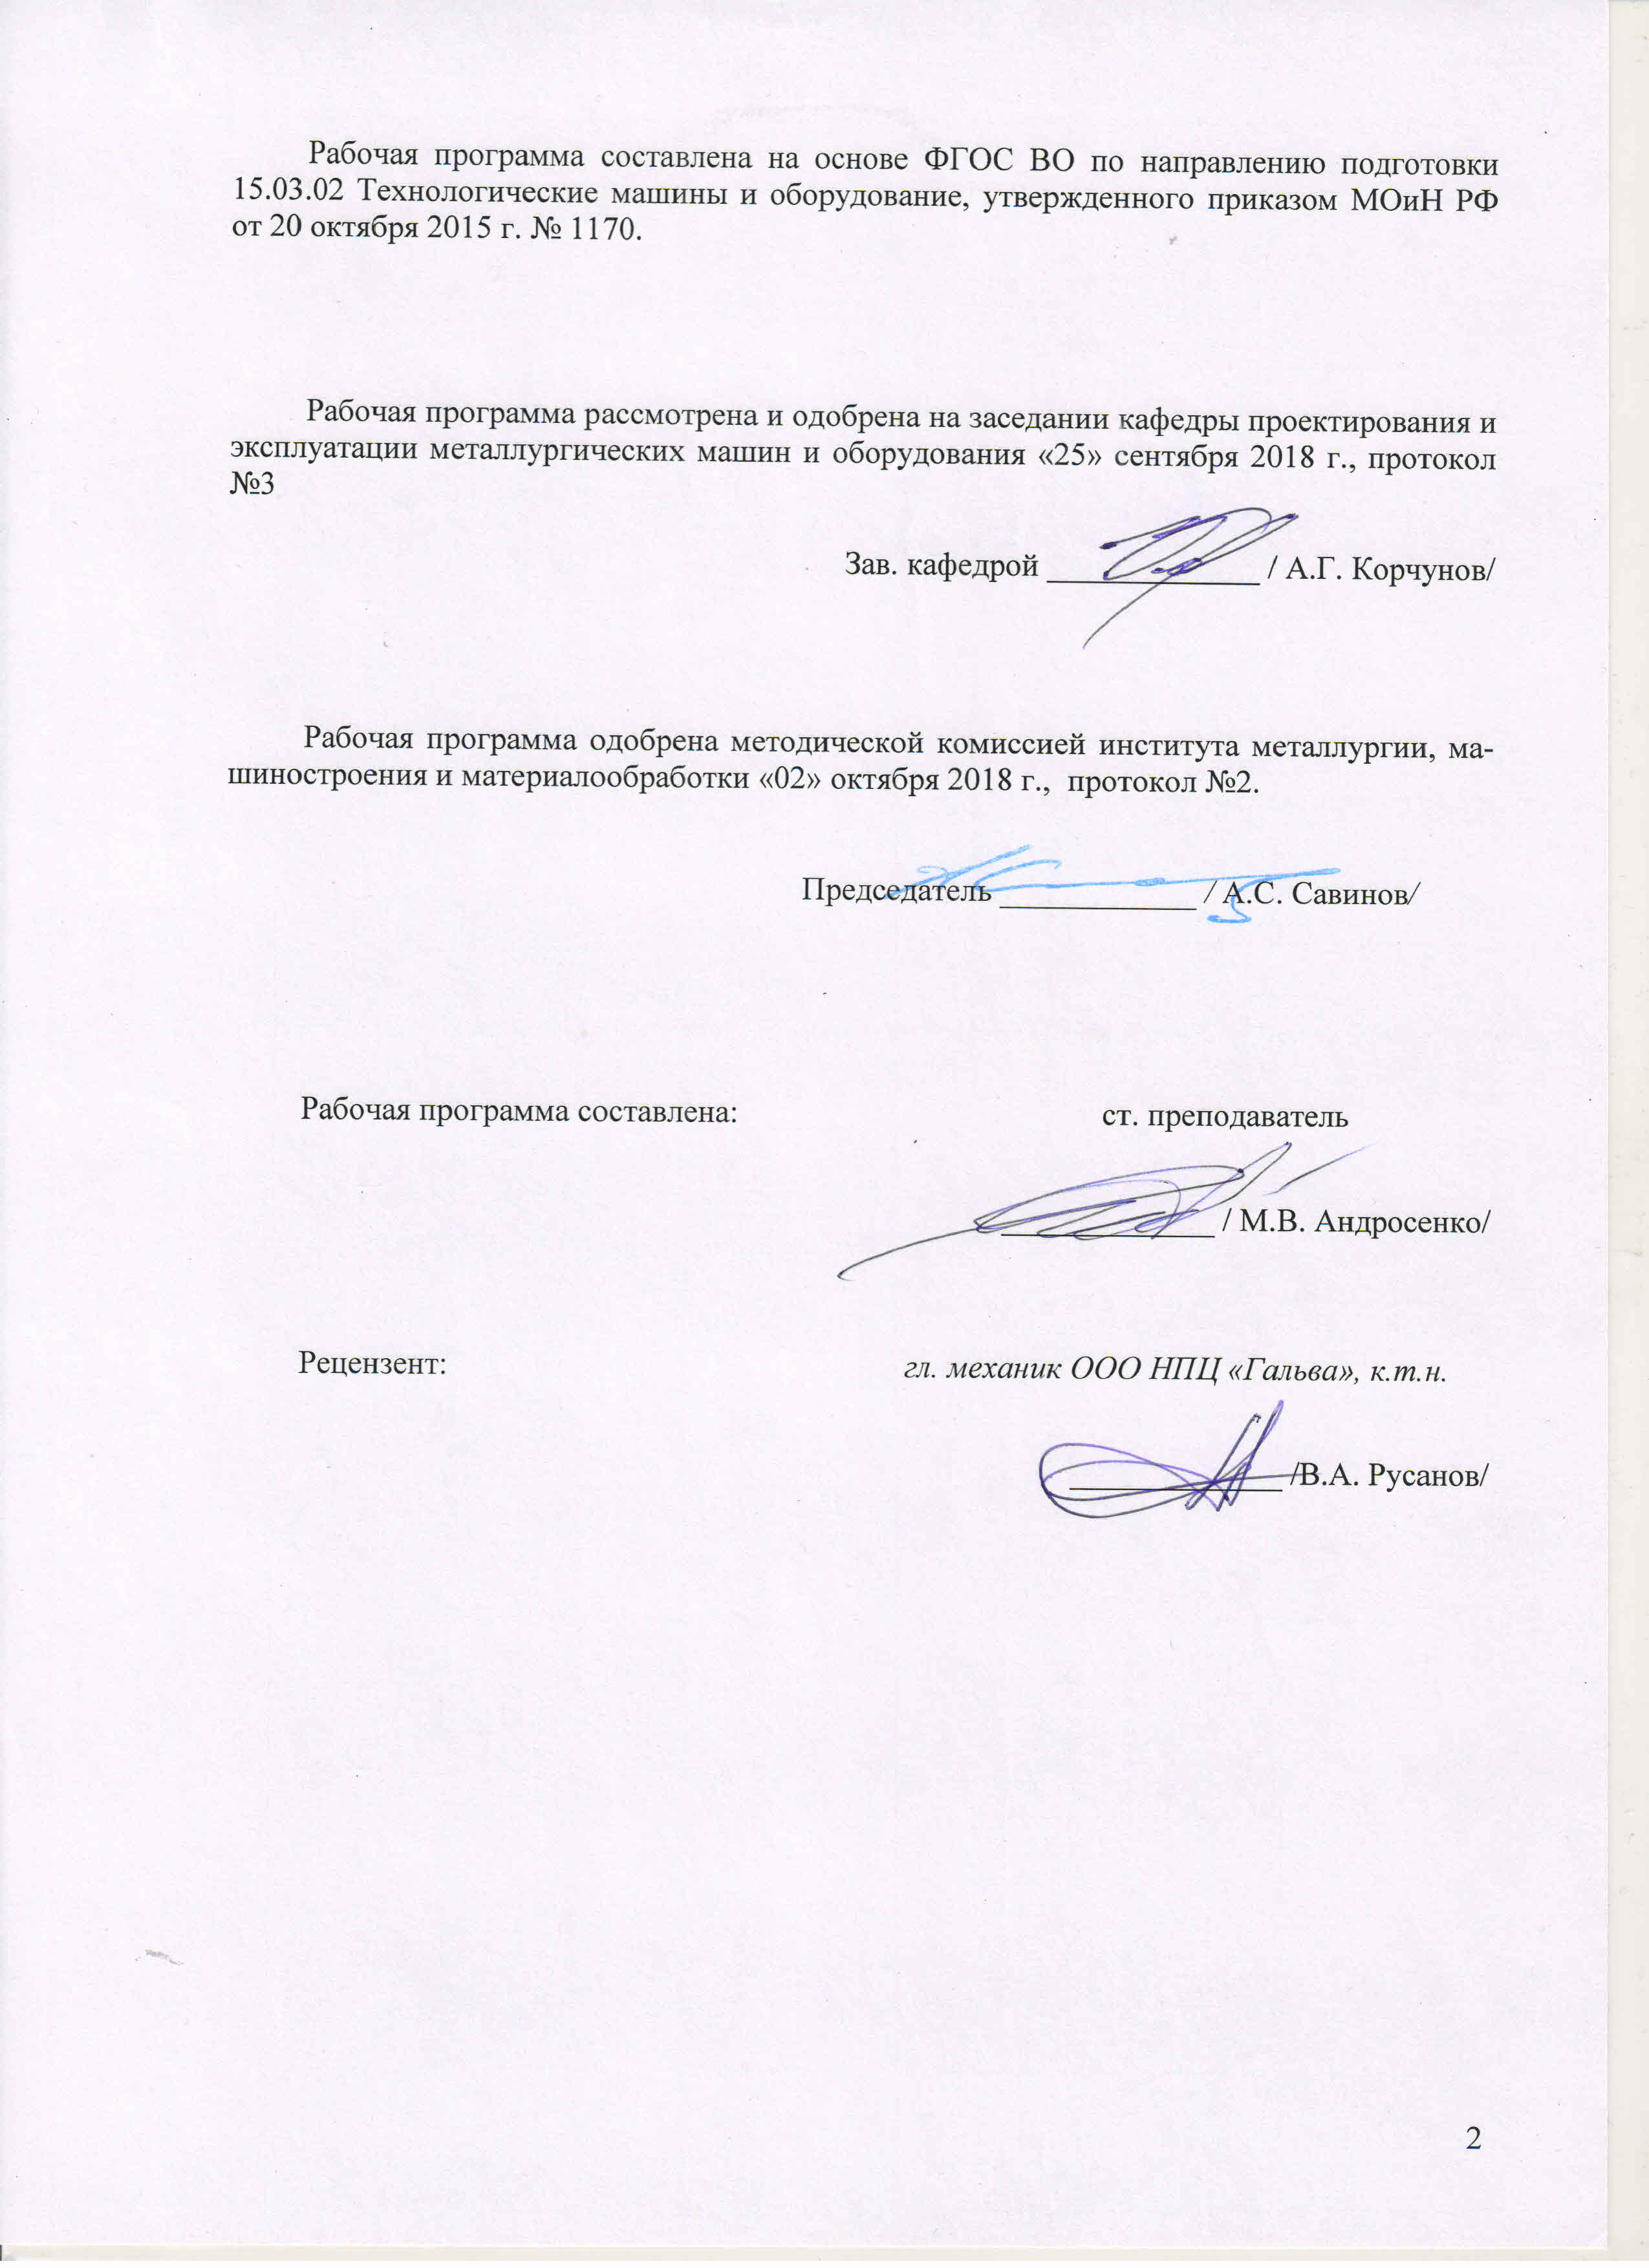 Рабочая программа составлена на основе ФГОС ВО по направлению подготовки
15.03.02 Технологические машины и оборудование, утвержденного приказом МОиН РФ
от 20 октября 2015 г. № 1170.
Рабочая программа рассмотрена и одобрена на заседании кафедры проектирования и
эксплуатации металлургических машин и оборудования «25» сентября 2018 г., протокол
№3
Зав. кафедрой _____________ / А.Г. Корчунов/
Рабочая программа одобрена методической комиссией института металлургии, ма-
шиностроения и материалообработки «02» октября 2018 г., протокол №2.
Председатель ____________ / А.С. Савинов/
Рабочая программа составлена: ст. преподаватель
_____________ / М.В. Андросенко/
Рецензент: гл. механик ООО НПЦ «Гальва», к.т.н.
_____________ /В.А. Русанов/
2